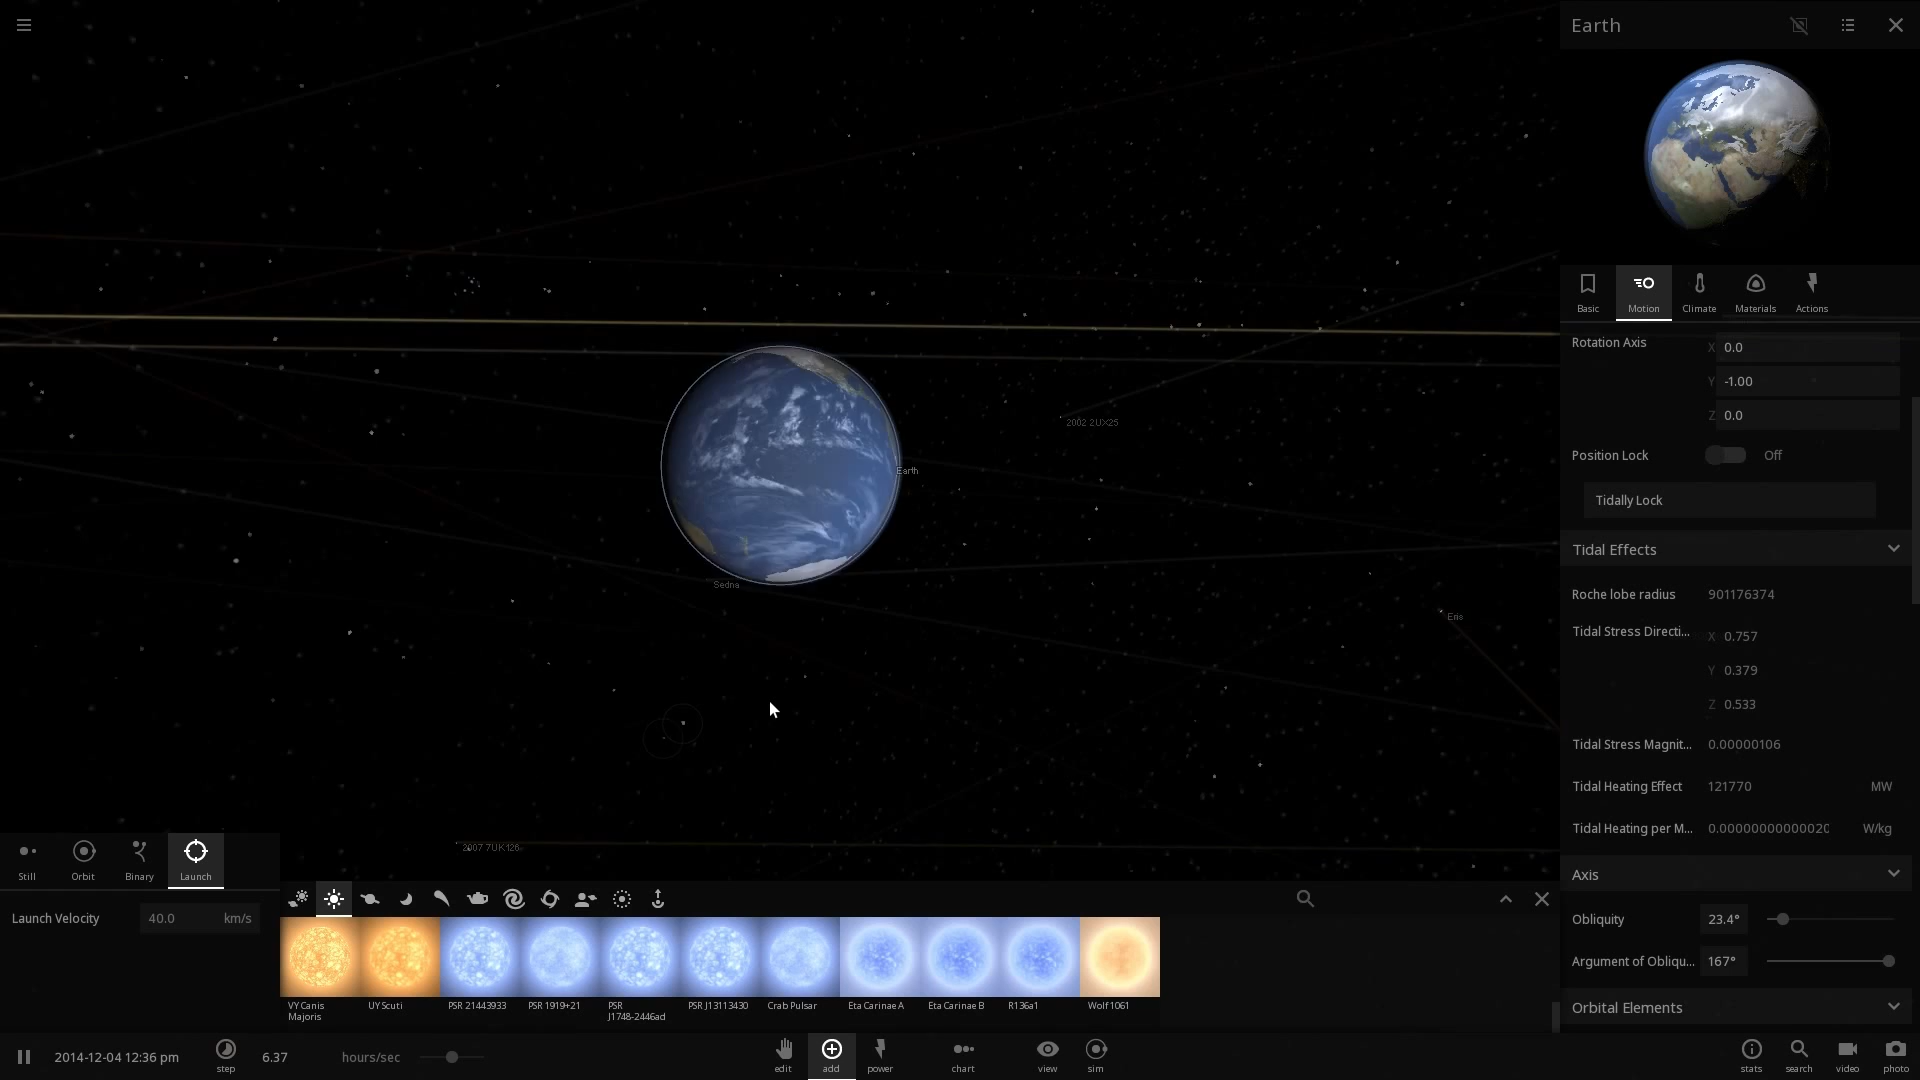 Earth
Basic
Motion
Climate
Materials
Actions
Rotation Axis
X 0.0
Y -1.00
Z 0.0
Position Lock Off
Tidally Lock
Tidal Effects
Roche lobe radius 901176374
Tidal Stress Directi... X 0.757
Y 0.379
Z 0.533
Tidal Stress Magnit... 0.00000106
Tidal Heating Effect 121770 MW
Tidal Heating per M... 0.0000000000002 W/kg
Axis
Obliquity 23.4°
Argument of Obliqu... 167°
Orbital Elements
2002 2UX25
Earth
Sedna
Eris
2007 7UK126
Still
Orbit
Binary
Launch
Launch Velocity 40.0 km/s
VY Canis
Majoris
UY Scuti
PSR 21443933
PSR 1919+21
PSR
J1748-2446ad
PSR J13113430
Crab Pulsar
Eta Carinae A
Eta Carinae B
R136a1
Wolf 1061
2014-12-04 12:36 pm
step
6.37 hours/sec
edit
add
power
chart
view
sim
stats
search
video
photo